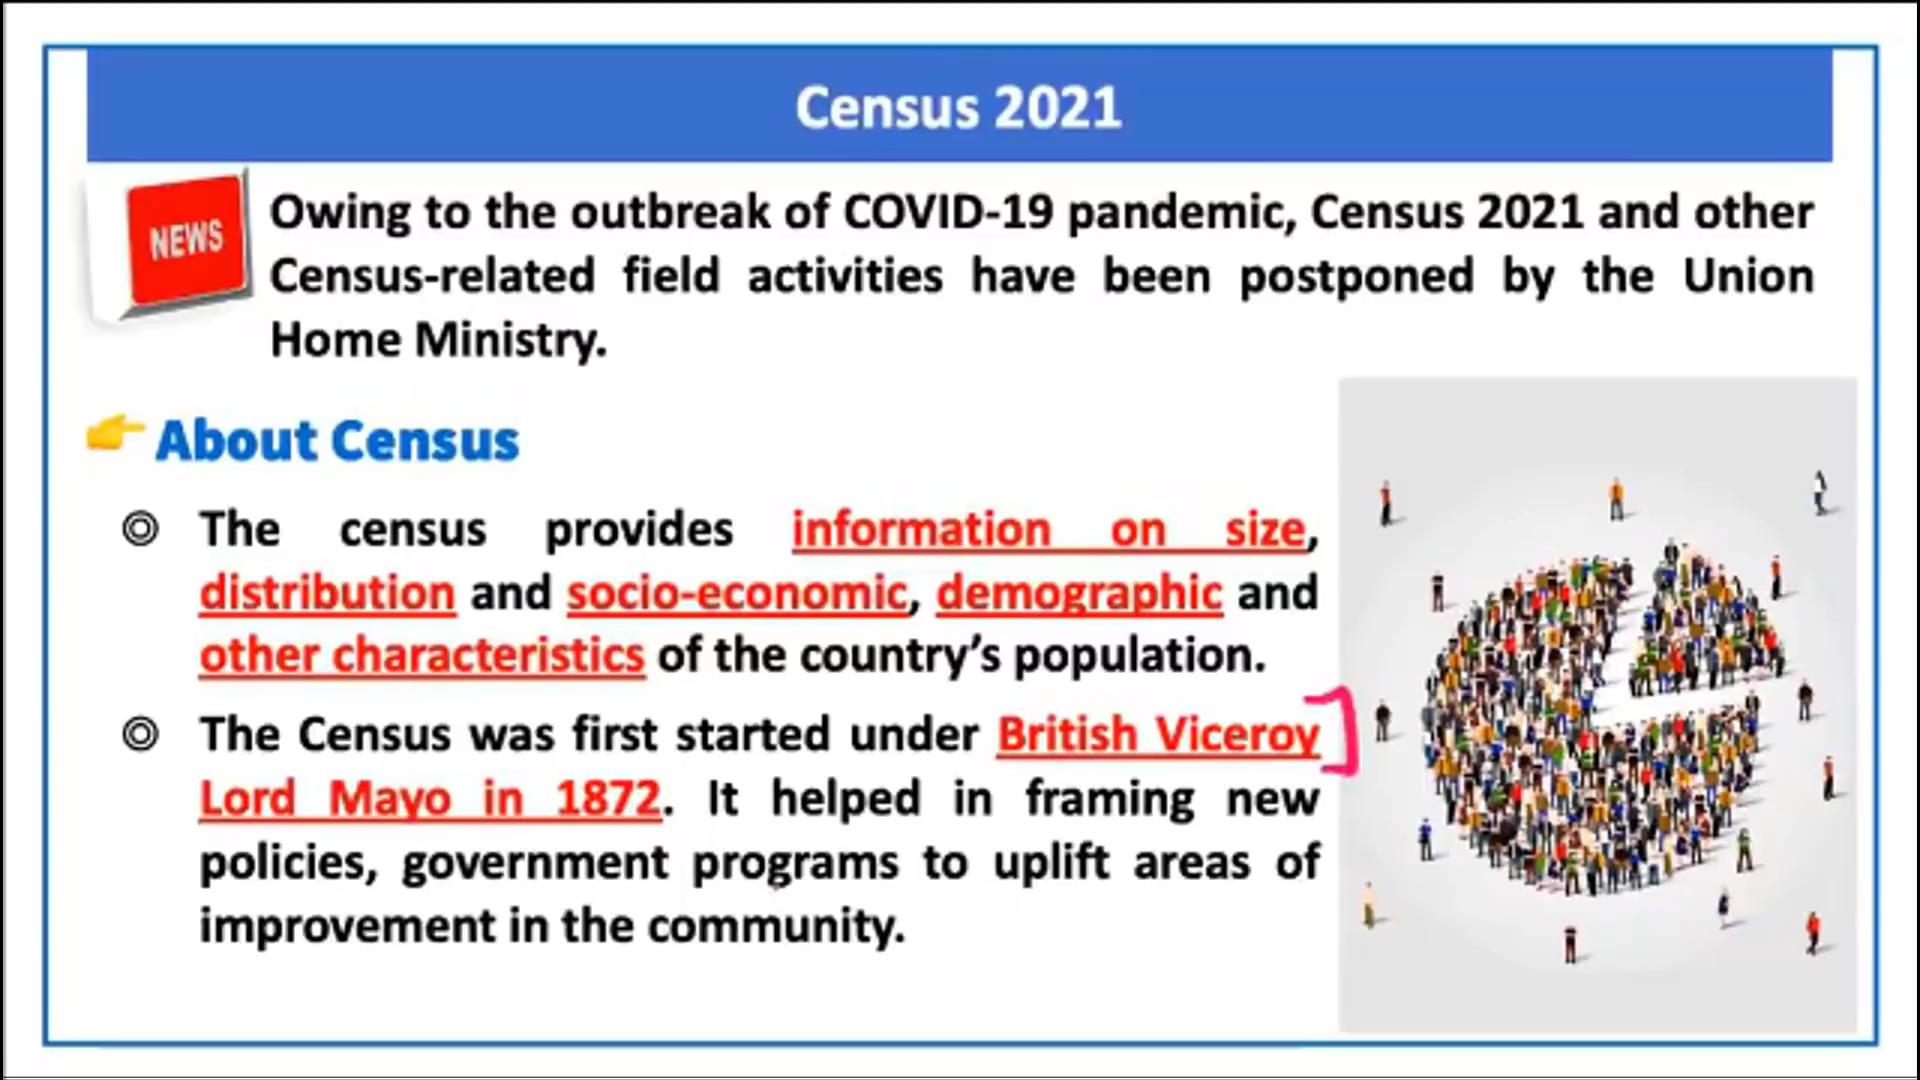 Census 2021
NEWS
Owing to the outbreak of COVID-19 pandemic, Census 2021 and other
Census-related field activities have been postponed by the Union
Home Ministry.
About Census
The census provides information on size,
distribution and socio-economic, demographic and
other characteristics of the country’s population.
The Census was first started under British Viceroy
Lord Mayo in 1872. It helped in framing new
policies, government programs to uplift areas of
improvement in the community.